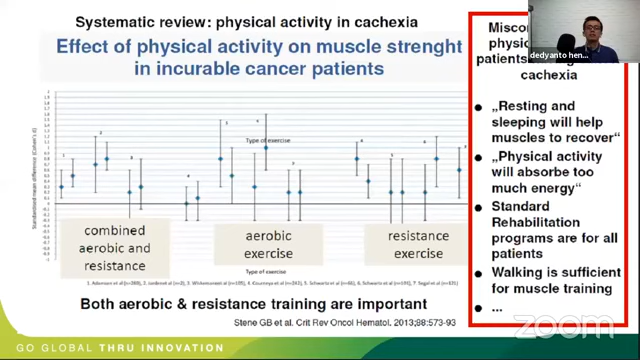 Systematic review: physical activity in cachexia
Effect of physical activity on muscle strenght
in incurable cancer patients
Type of exercise
combined
aerobic and
resistance
aerobic
exercise
resistance
exercise
Type of exercise
Both aerobic & resistance training are important
Stene GB et al. Crit Rev Oncol Hematol. 2013;88:573-93
Miscon
physic
patients
cachexia
dedyanto hen...
● „Resting and
sleeping will help
muscles to recover"
● „Physical activity
will absorbe too
much energy"
● Standard
Rehabilitation
programs are for all
patients
● Walking is sufficient
for muscle training
● ...
zoom
GO GLOBAL THRU INNOVATION